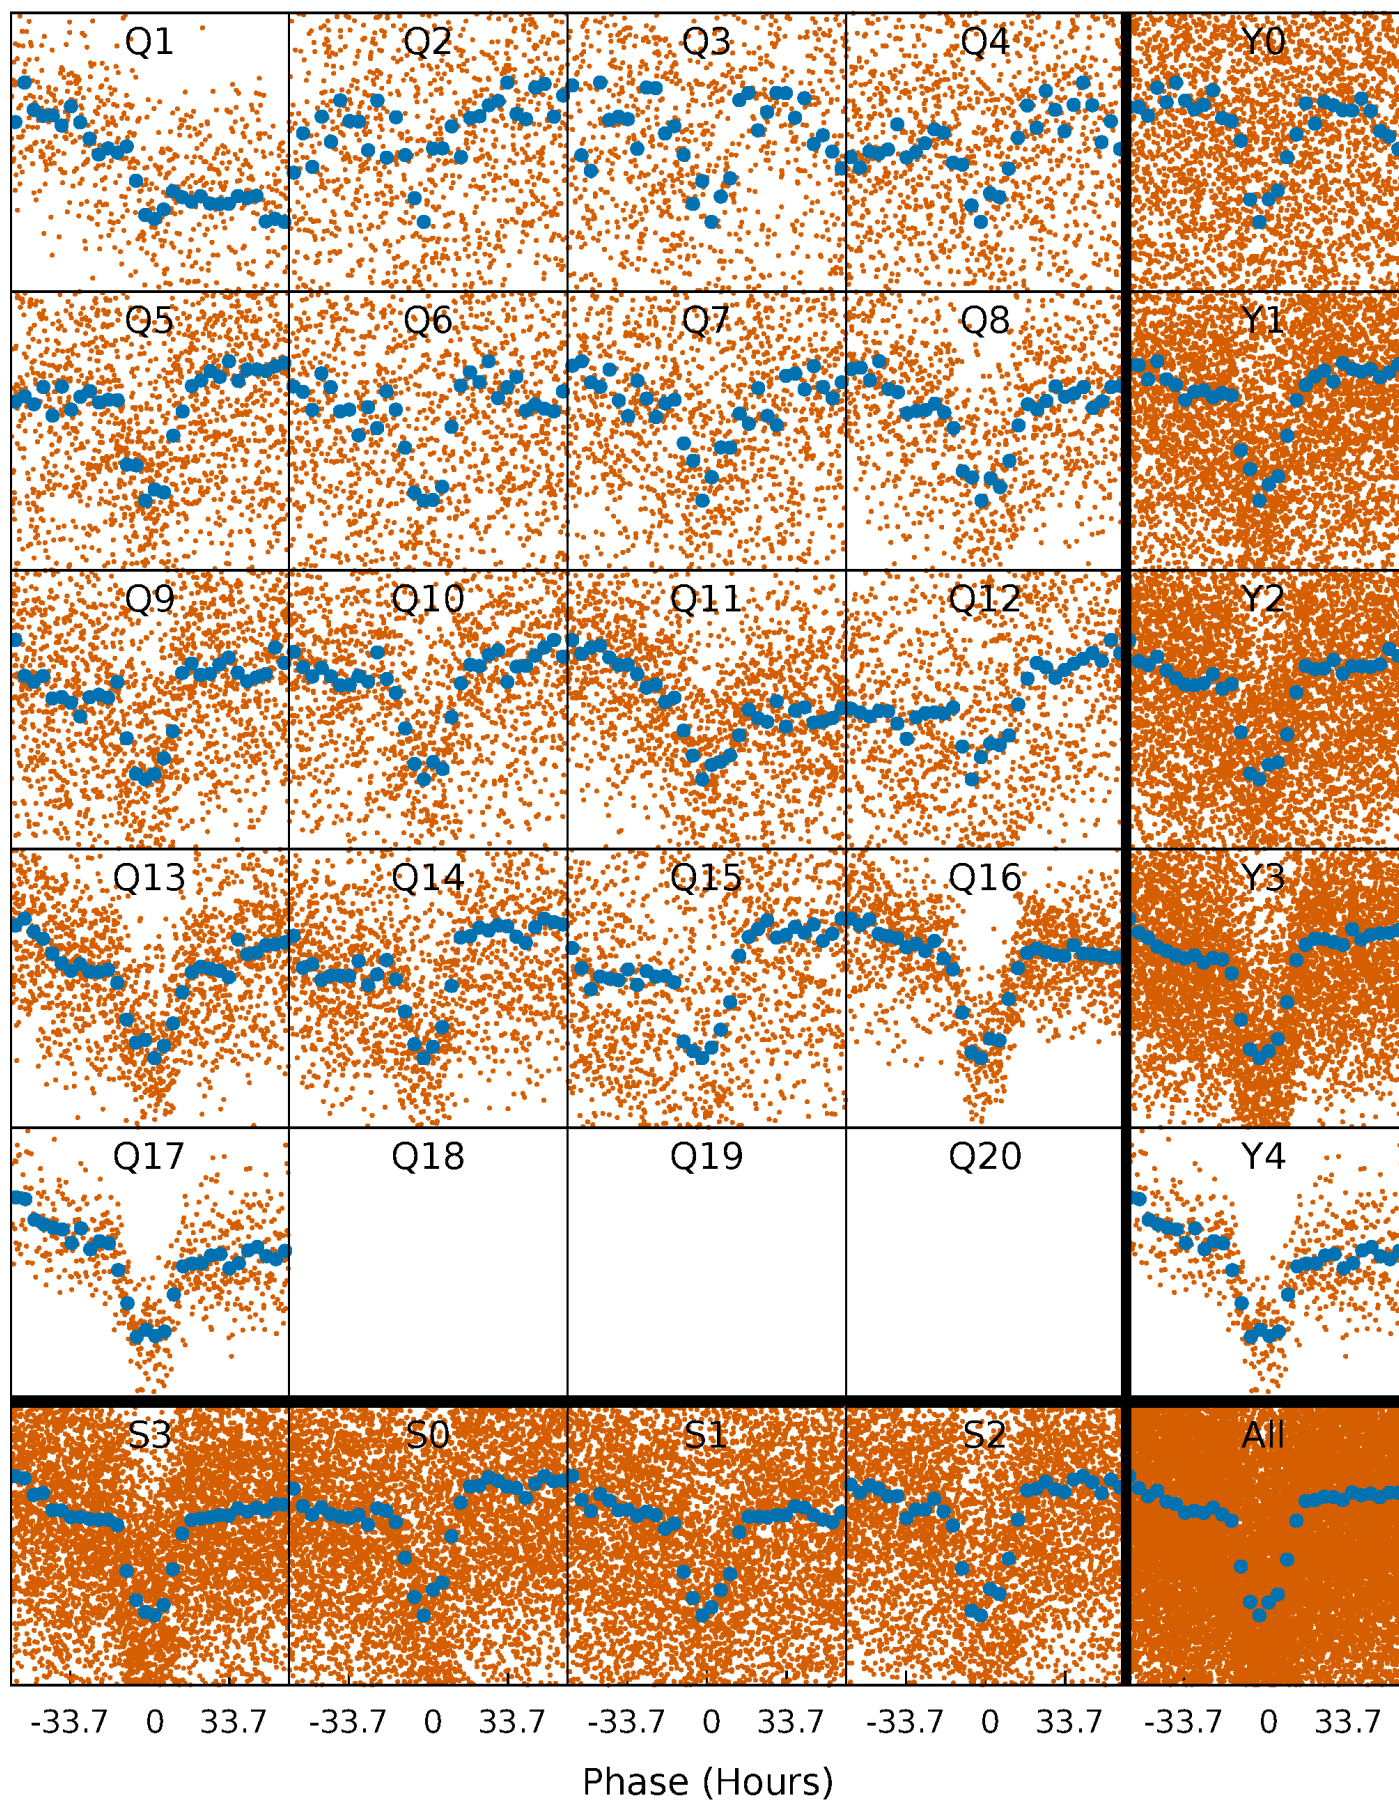 Q1 Q2 Q3 Q4 Y0
Q5 Q6 Q7 Q8 Y1
Q9 Q10 Q11 Q12 Y2
Q13 Q14 Q15 Q16 Y3
Q17 Q18 Q19 Q20 Y4
S3 S0 S1 S2 All
-33.7 0 33.7 -33.7 0 33.7 -33.7 0 33.7 -33.7 0 33.7 -33.7 0 33.7
Phase (Hours)